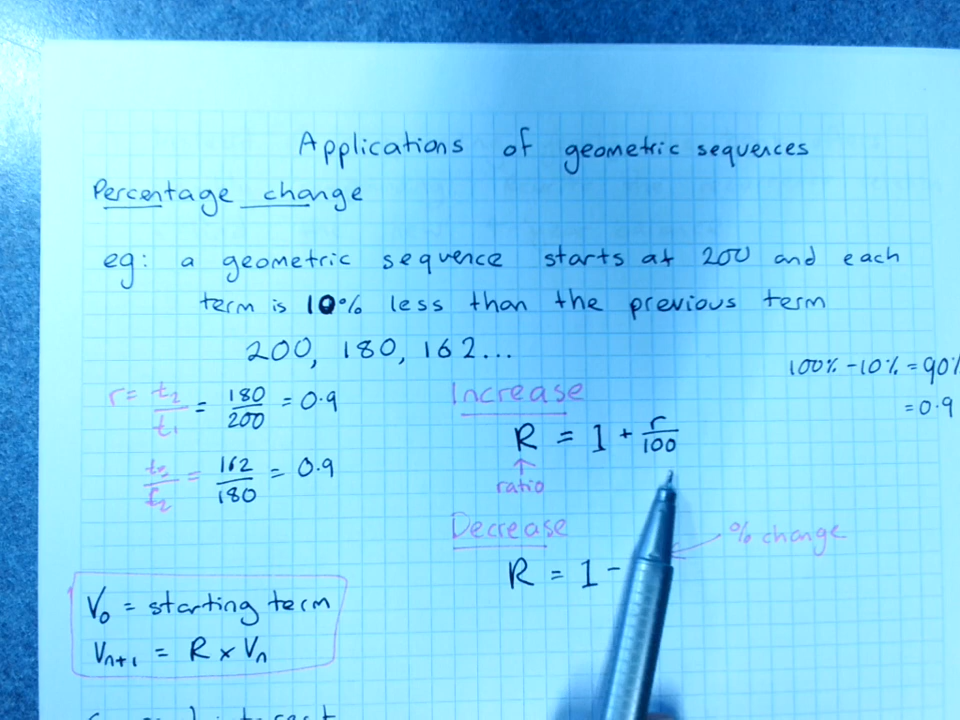 Applications of geometric sequences
Percentage change
eg: a geometric sequence starts at 200 and each
term is 10% less than the previous term
200, 180, 162...
100% - 10% = 90%
= 0.9
r = t2/t1 = 180/200 = 0.9
t3/t2 = 162/180 = 0.9
Increase
R = 1 + r/100
↑
ratio
Decrease
% change
R = 1 -
V0 = starting term
Vn+1 = R x Vn